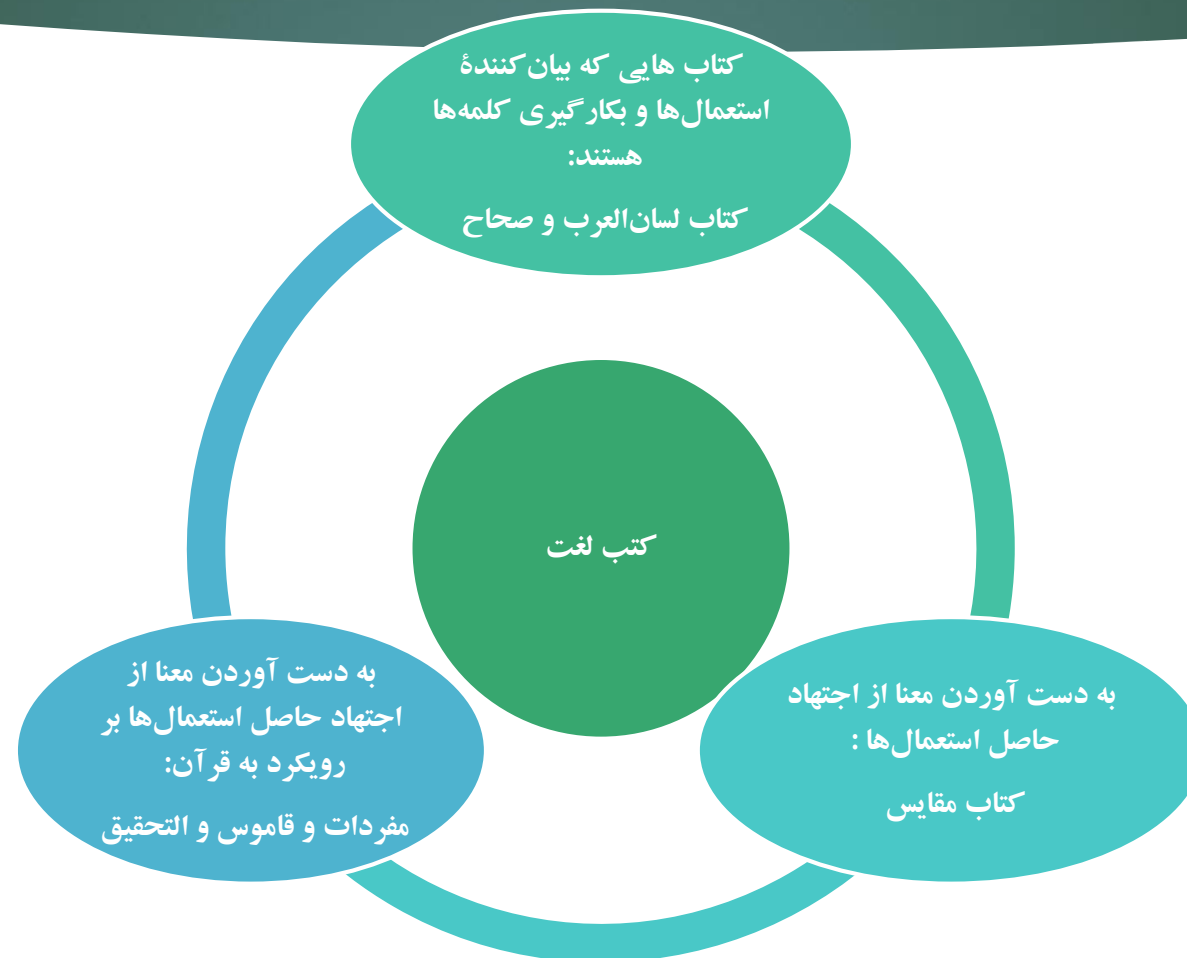 کتاب هایی که بیان‌کنندۀ
استعمال‌ها و بکارگیری کلمه‌ها
هستند:
کتاب لسان‌العرب و صحاح
کتب لغت
به دست آوردن معنا از اجتهاد
حاصل استعمال‌ها :
کتاب مقایس
به دست آوردن معنا از
اجتهاد حاصل استعمال‌ها بر
رویکرد به قرآن:
مفردات و قاموس و التحقیق